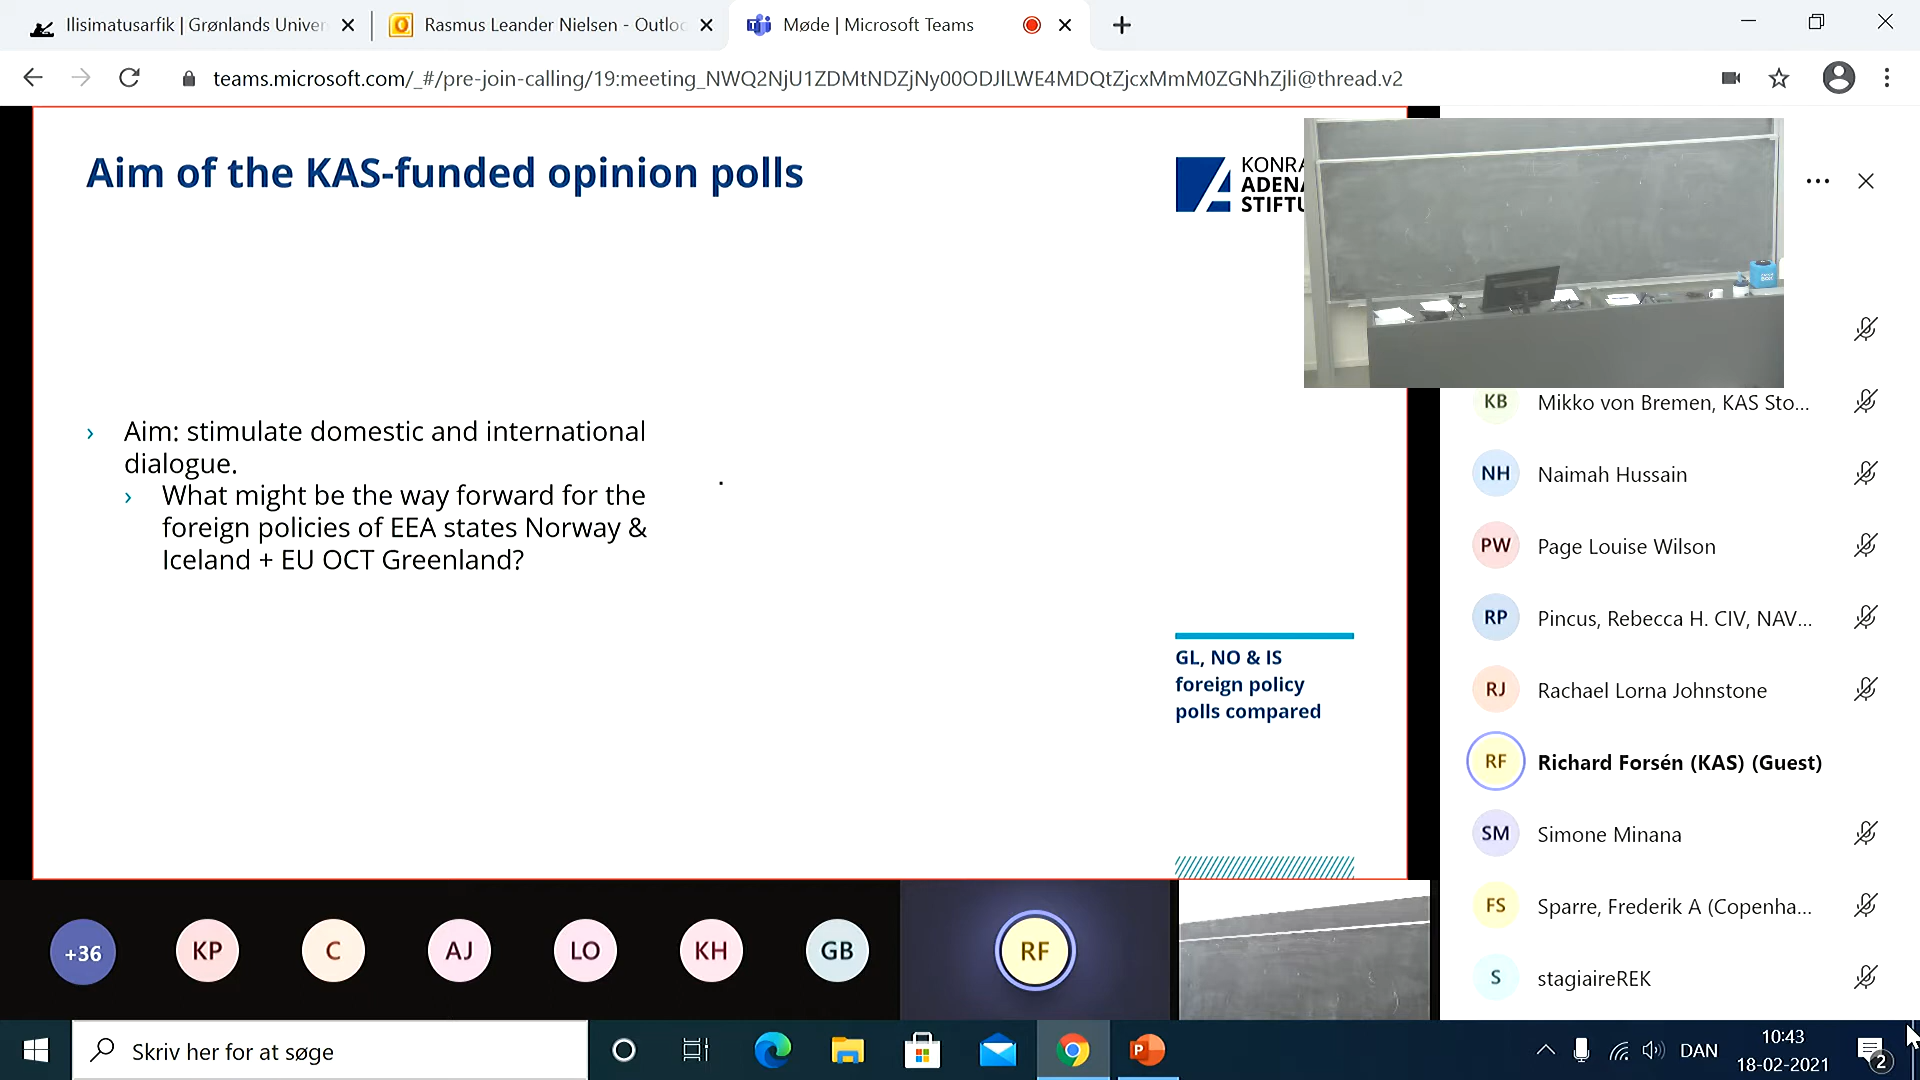 Ilisimatusarfik | Grønlands Univer
Rasmus Leander Nielsen - Outloo
Møde | Microsoft Teams
teams.microsoft.com/_#/pre-join-calling/19:meeting_NWQ2NjU1ZDMtNDZjNy00ODJlLWE4MDQtZjcxMmM0ZGNhZjli@thread.v2
Aim of the KAS-funded opinion polls
KONRA
ADENA
STIFTU
› Aim: stimulate domestic and international
dialogue.
› What might be the way forward for the
foreign policies of EEA states Norway &
Iceland + EU OCT Greenland?
.
GL, NO & IS
foreign policy
polls compared
KB Mikko von Bremen, KAS Sto...
NH Naimah Hussain
PW Page Louise Wilson
RP Pincus, Rebecca H. CIV, NAV...
RJ Rachael Lorna Johnstone
RF Richard Forsén (KAS) (Guest)
SM Simone Minana
FS Sparre, Frederik A (Copenha...
S stagiaireREK
+36 KP C AJ LO KH GB RF
Skriv her for at søge
DAN
10:43
18-02-2021
2